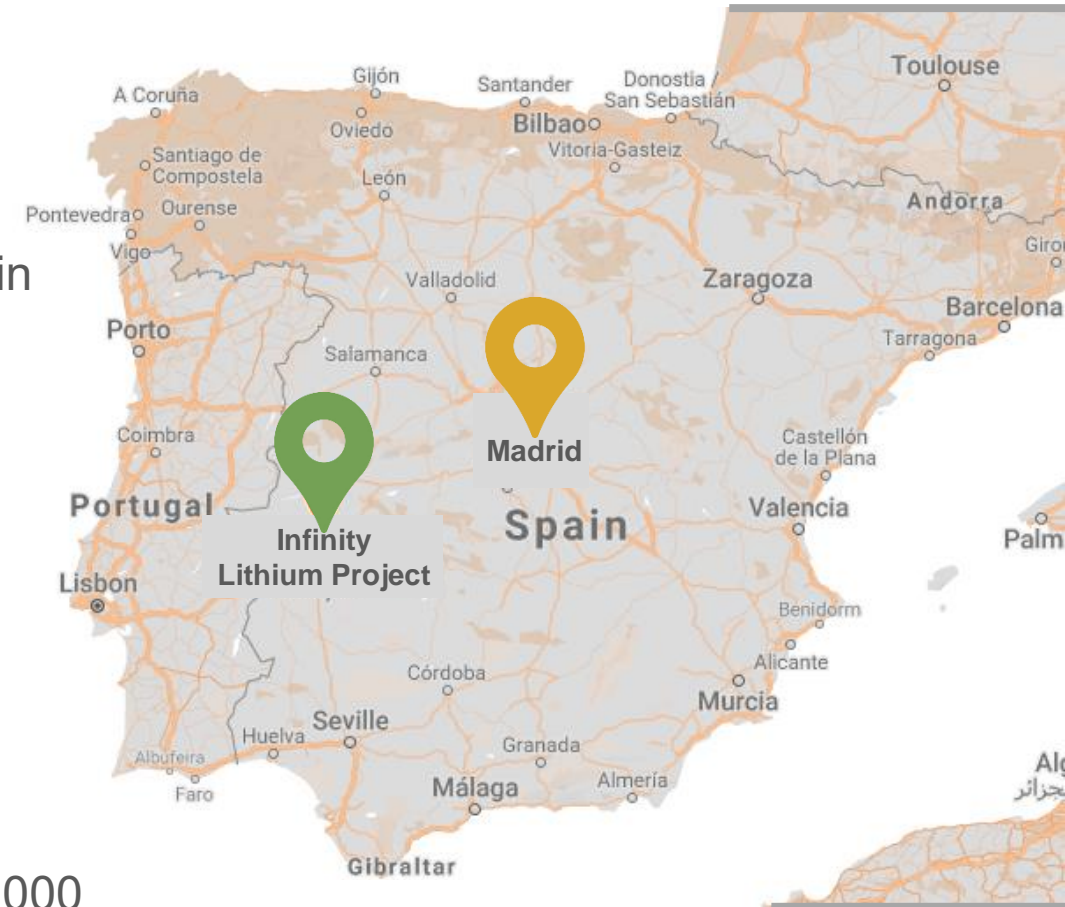 Toulouse
Gijón
Santander
Donostia /
San Sebastián
A Coruña
Bilbao
Oviedo
Vitoria-Gasteiz
Santiago de
Compostela
León
Andorra
Pontevedra
Ourense
Vigo
in
Valladolid
Zaragoza
Barcelona
Porto
Tarragona
Salamanca
Coimbra
Madrid
Castellón
de la Plana
Portugal
Valencia
Spain
Infinity
Lithium Project
Palm
Lisbon
Benidorm
Alicante
Córdoba
Murcia
Seville
Huelva
Granada
Albufeira
Faro
Málaga
Almería
Alg
Gibraltar
000